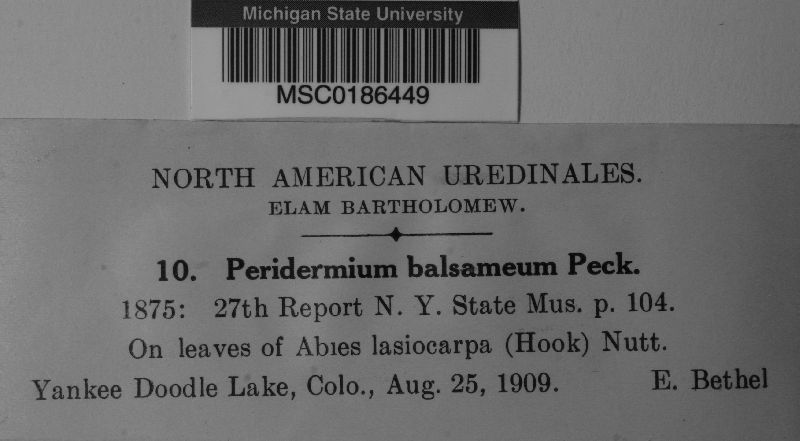 Michigan State University
MSC0186449
NORTH AMERICAN UREDINALES.
ELAM BARTHOLOMEW.
10. Peridermium balsameum Peck.
1875: 27th Report N. Y. State Mus. p. 104.
On leaves of Abies lasiocarpa (Hook) Nutt.
Yankee Doodle Lake, Colo., Aug. 25, 1909. E. Bethel